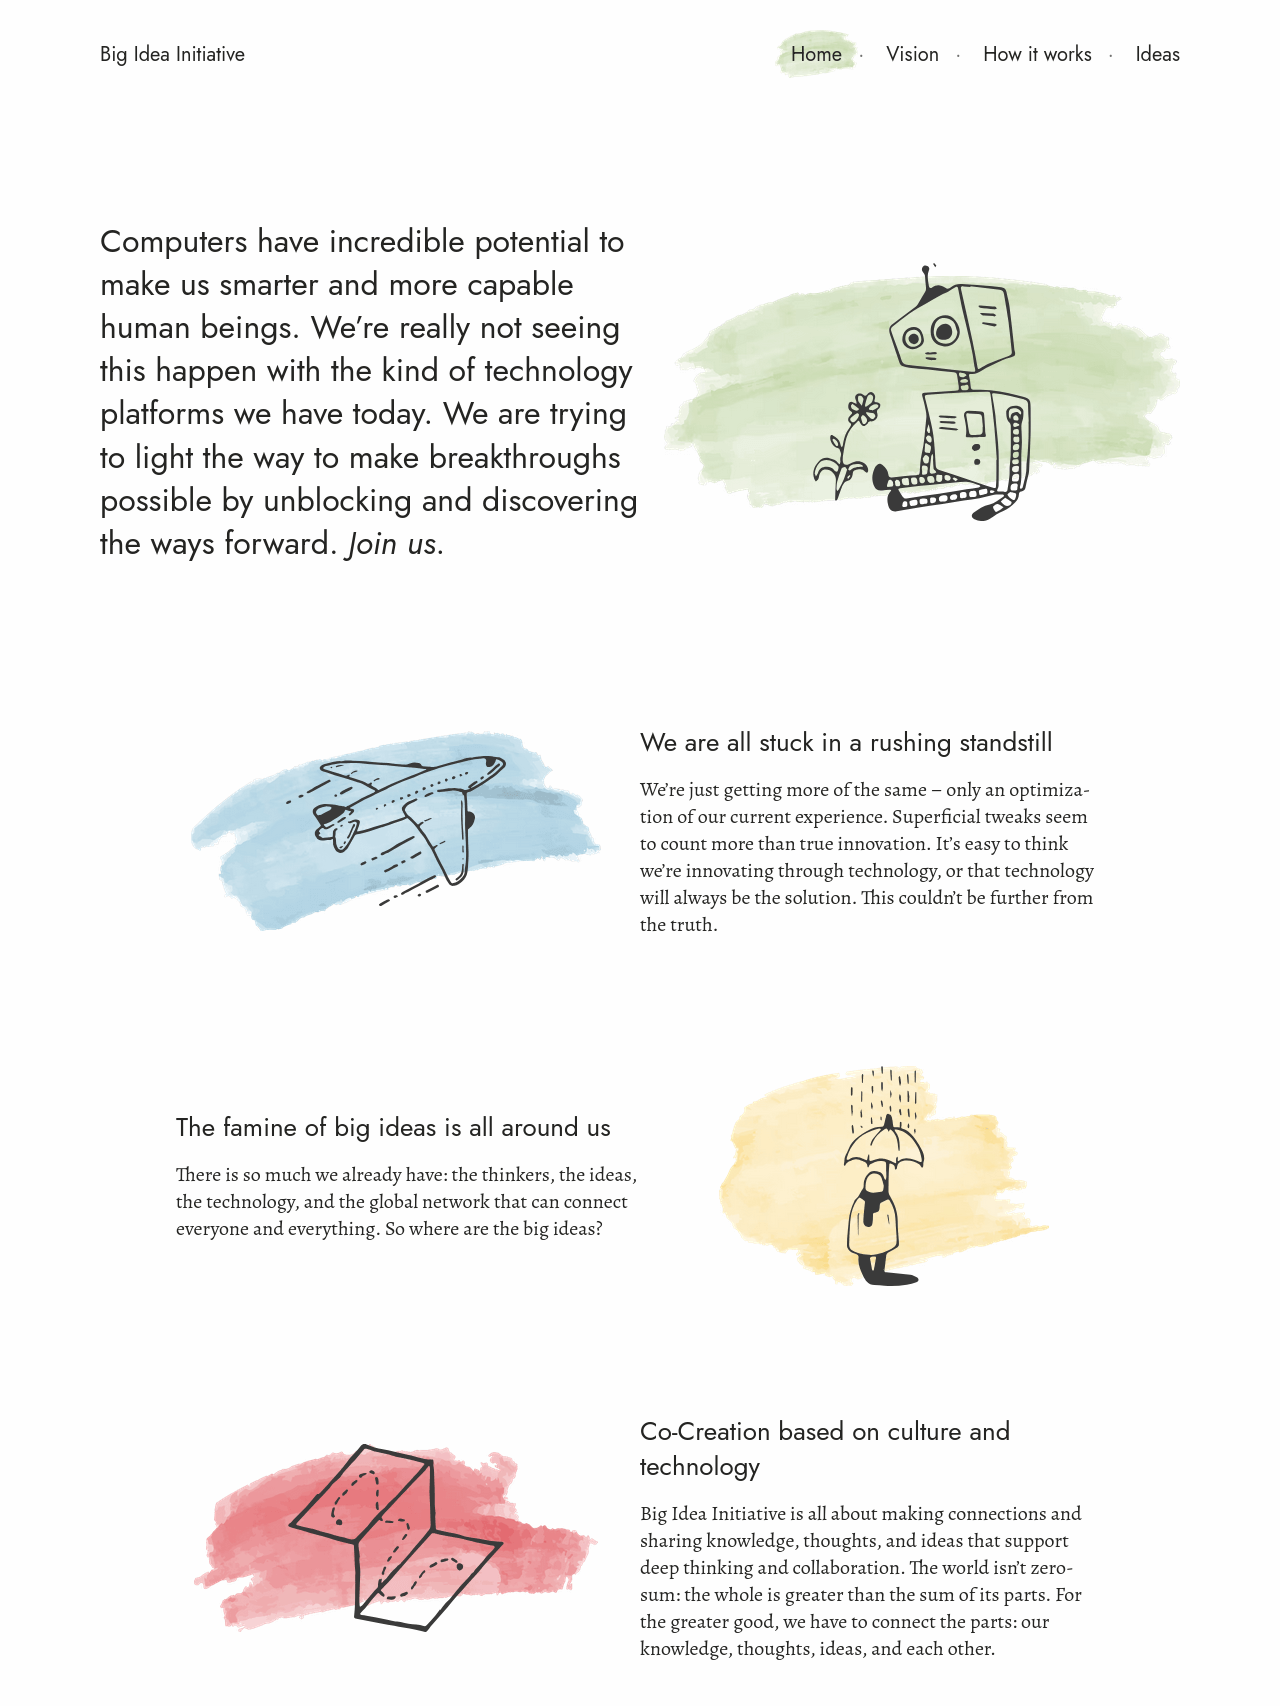 Big Idea Initiative
Home · Vision · How it works · Ideas
Computers have incredible potential to
make us smarter and more capable
human beings. We’re really not seeing
this happen with the kind of technology
platforms we have today. We are trying
to light the way to make breakthroughs
possible by unblocking and discovering
the ways forward. Join us.
We are all stuck in a rushing standstill
We’re just getting more of the same – only an optimiza-
tion of our current experience. Superficial tweaks seem
to count more than true innovation. It’s easy to think
we’re innovating through technology, or that technology
will always be the solution. This couldn’t be further from
the truth.
The famine of big ideas is all around us
There is so much we already have: the thinkers, the ideas,
the technology, and the global network that can connect
everyone and everything. So where are the big ideas?
Co-Creation based on culture and
technology
Big Idea Initiative is all about making connections and
sharing knowledge, thoughts, and ideas that support
deep thinking and collaboration. The world isn’t zero-
sum: the whole is greater than the sum of its parts. For
the greater good, we have to connect the parts: our
knowledge, thoughts, ideas, and each other.